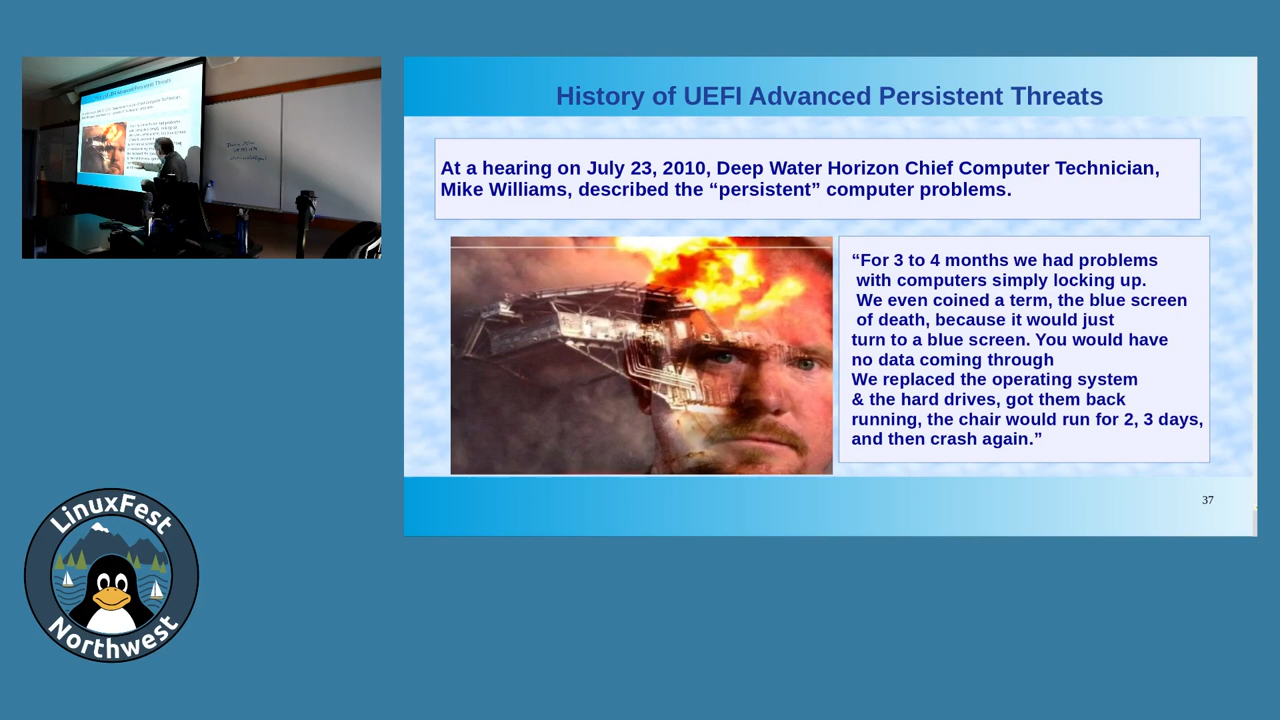 History of UEFI Advanced Persistent Threats
At a hearing on July 23, 2010, Deep Water Horizon Chief Computer Technician,
Mike Williams, described the “persistent” computer problems.
“For 3 to 4 months we had problems
with computers simply locking up.
We even coined a term, the blue screen
of death, because it would just
turn to a blue screen. You would have
no data coming through
We replaced the operating system
& the hard drives, got them back
running, the chair would run for 2, 3 days,
and then crash again.”
37
LinuxFest
Northwest